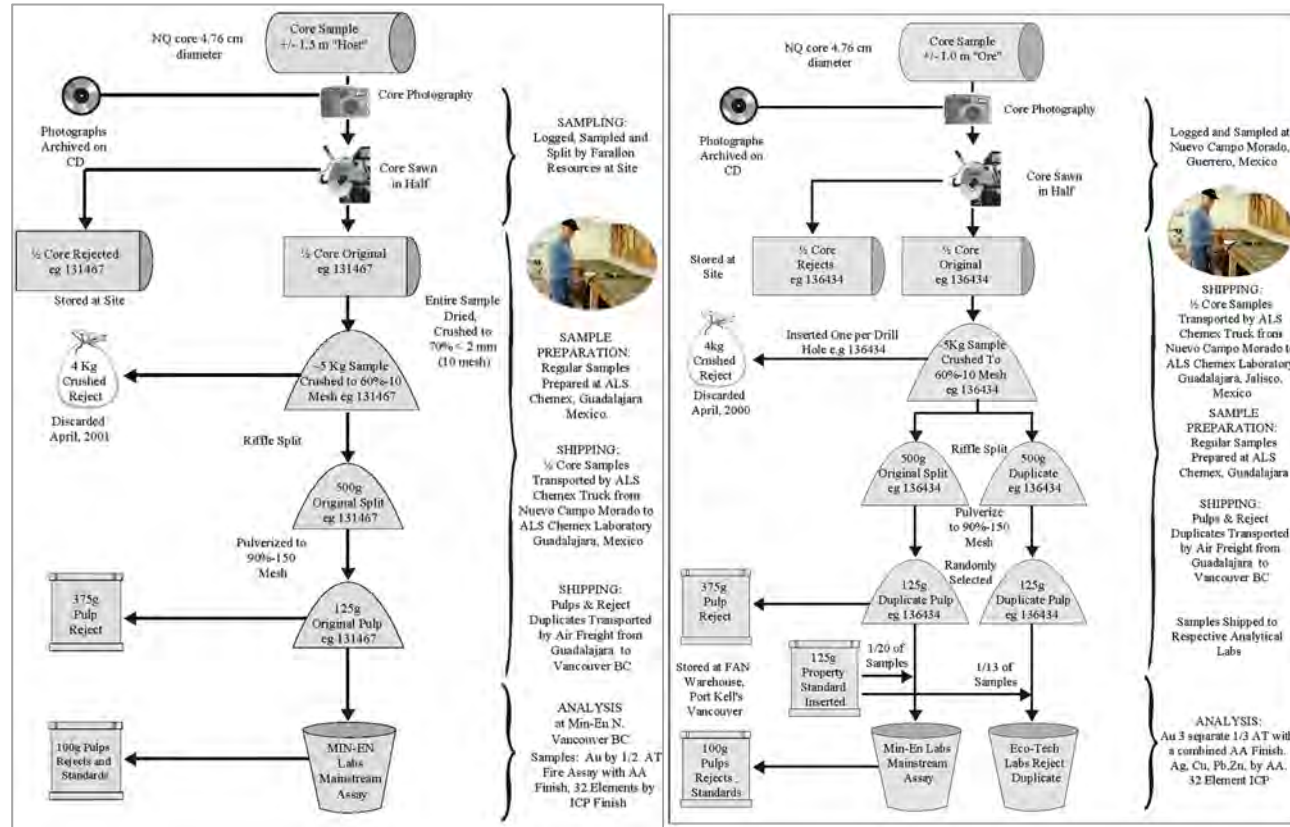 Core Sample
+/- 1.5 m "Host"
NQ core 4.76 cm
diameter
Core Photography
Photographs
Archived on
CD
Core Sawn
in Half
SAMPLING:
Logged, Sampled and
Split by Farallon
Resources at Site
½ Core Rejected
eg 131467
Stored at Site
½ Core Original
eg 131467
Entire Sample
Dried,
Crushed to
70% < 2 mm
(10 mesh)
4 Kg
Crushed
Reject
Discarded
April, 2001
~5 Kg Sample
Crushed to 60%-10
Mesh eg 131467
SAMPLE
PREPARATION:
Regular Samples
Prepared at ALS
Chemex, Guadalajara
Mexico.
Riffle Split
500g
Original Split
eg 131467
SHIPPING:
½ Core Samples
Transported by ALS
Chemex Truck from
Nuevo Campo Morado to
ALS Chemex Laboratory
Guadalajara, Mexico
Pulverized to
90%-150
Mesh
375g
Pulp
Reject
125g
Original Pulp
eg 131467
SHIPPING:
Pulps & Reject
Duplicates Transported
by Air Freight from
Guadalajara to
Vancouver BC
100g Pulps
Rejects and
Standards
MIN-EN
Labs
Mainstream
Assay
ANALYSIS
at Min-En N.
Vancouver BC
Samples: Au by 1/2 AT
Fire Assay with AA
Finish, 32 Elements by
ICP Finish
Core Sample
+/- 1.0 m "Ore"
NQ core 4.76 cm
diameter
Core Photography
Photographs
Archived on
CD
Core Sawn
in Half
Logged and Sampled at
Nuevo Campo Morado,
Guerrero, Mexico
Stored at
Site
½ Core
Rejects
eg 136434
½ Core
Original
eg 136434
4kg
Crushed
Reject
Discarded
April, 2000
Inserted One per Drill
Hole e.g 136434
~5Kg Sample
Crushed To
60%-10 Mesh
eg 136434
SHIPPING:
½ Core Samples
Transported by ALS
Chemex Truck from
Nuevo Campo Morado to
ALS Chemex Laboratory
Guadalajara, Jalisco,
Mexico
500g
Original Split
eg 136434
Riffle Split
500g
Duplicate
eg 136434
SAMPLE
PREPARATION:
Regular Samples
Prepared at ALS
Chemex, Guadalajara
Pulverize
to 90%-150
Mesh
Randomly
Selected
375g
Pulp
Reject
125g
Duplicate Pulp
eg 136434
125g
Duplicate Pulp
eg 136434
SHIPPING:
Pulps & Reject
Duplicates Transported
by Air Freight from
Guadalajara to
Vancouver BC
Samples Shipped to
Respective Analytical
Labs
Stored at FAN
Warehouse,
Port Kell's
Vancouver
125g
Property
Standard
Inserted
1/20 of
Samples
1/13 of
Samples
100g
Pulps
Rejects
Standards
Min-En Labs
Mainstream
Assay
Eco-Tech
Labs Reject
Duplicate
ANALYSIS:
Au 3 separate 1/3 AT with
a combined AA Finish.
Ag, Cu, Pb,Zn, by AA.
32 Element ICP